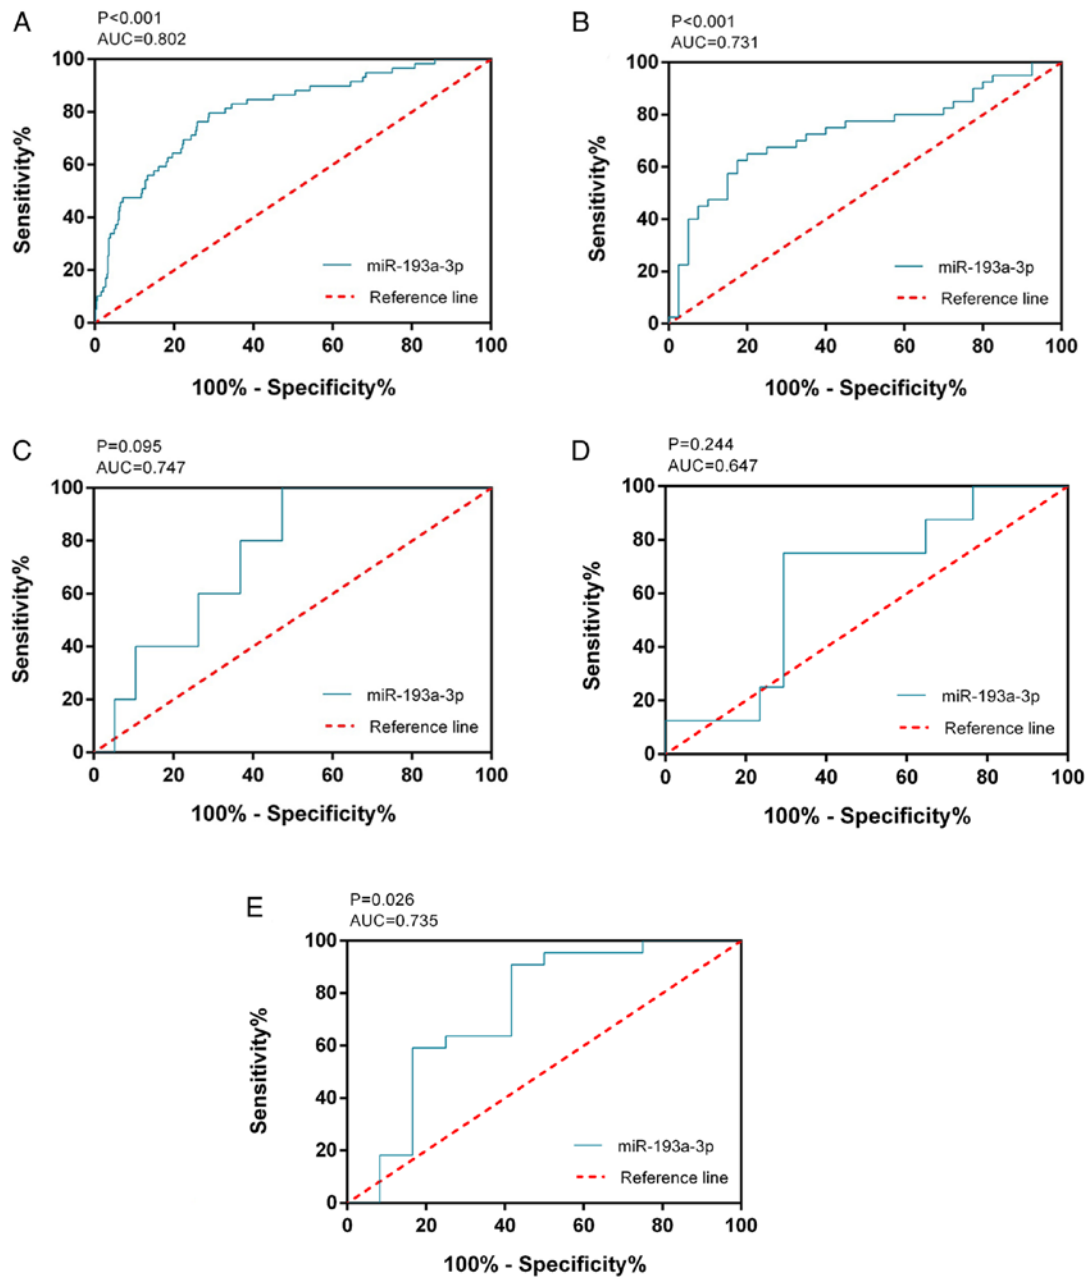 A
P<0.001
AUC=0.802
100
80
60
40
20
0
Sensitivity%
miR-193a-3p
Reference line
0 20 40 60 80 100
100% - Specificity%
B
P<0.001
AUC=0.731
100
80
60
40
20
0
Sensitivity%
miR-193a-3p
Reference line
0 20 40 60 80 100
100% - Specificity%
C
P=0.095
AUC=0.747
100
80
60
40
20
0
Sensitivity%
miR-193a-3p
Reference line
0 20 40 60 80 100
100% - Specificity%
D
P=0.244
AUC=0.647
100
80
60
40
20
0
Sensitivity%
miR-193a-3p
Reference line
0 20 40 60 80 100
100% - Specificity%
E
P=0.026
AUC=0.735
100
80
60
40
20
0
Sensitivity%
miR-193a-3p
Reference line
0 20 40 60 80 100
100% - Specificity%